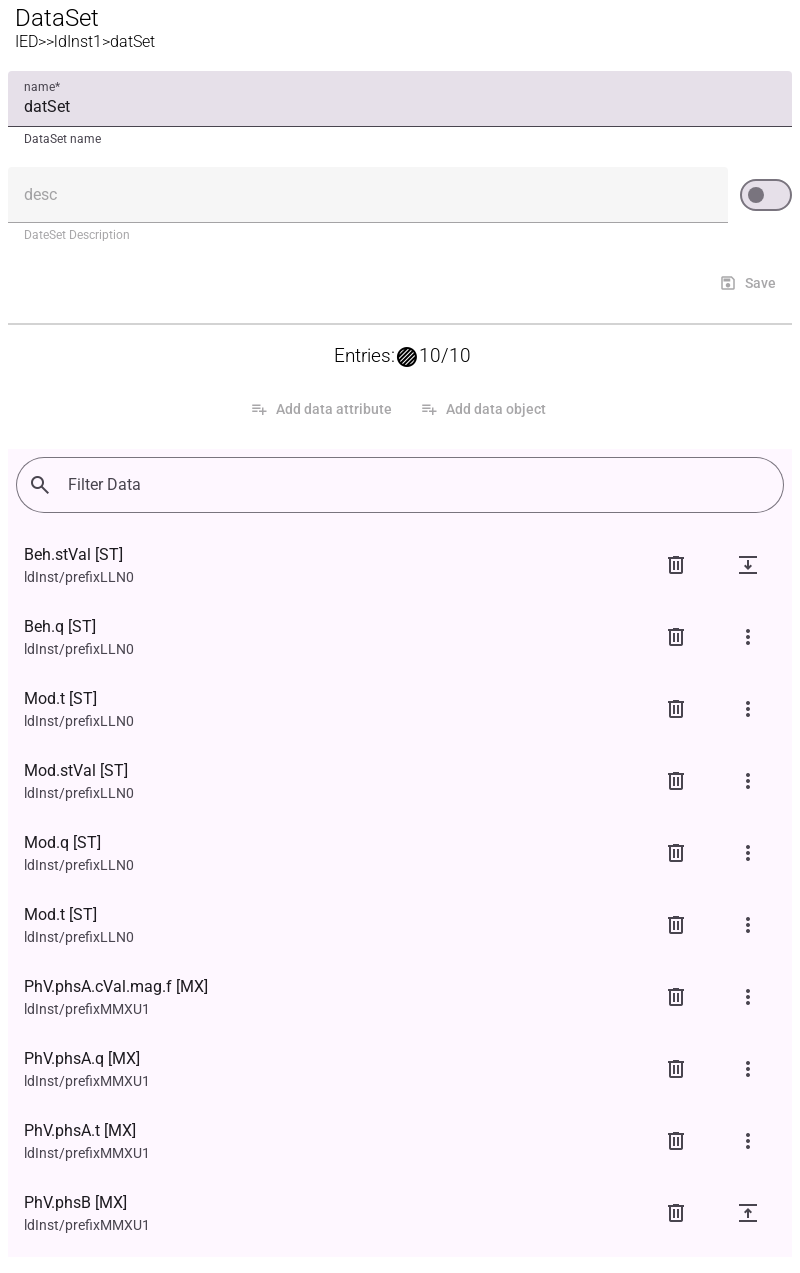 DataSet
IED>>ldInst1>datSet
name*
datSet
DataSet name
desc
DateSet Description
Save
Entries: 10/10
Add data attribute
Add data object
Filter Data
Beh.stVal [ST]
ldInst/prefixLLN0
Beh.q [ST]
ldInst/prefixLLN0
Mod.t [ST]
ldInst/prefixLLN0
Mod.stVal [ST]
ldInst/prefixLLN0
Mod.q [ST]
ldInst/prefixLLN0
Mod.t [ST]
ldInst/prefixLLN0
PhV.phsA.cVal.mag.f [MX]
ldInst/prefixMMXU1
PhV.phsA.q [MX]
ldInst/prefixMMXU1
PhV.phsA.t [MX]
ldInst/prefixMMXU1
PhV.phsB [MX]
ldInst/prefixMMXU1